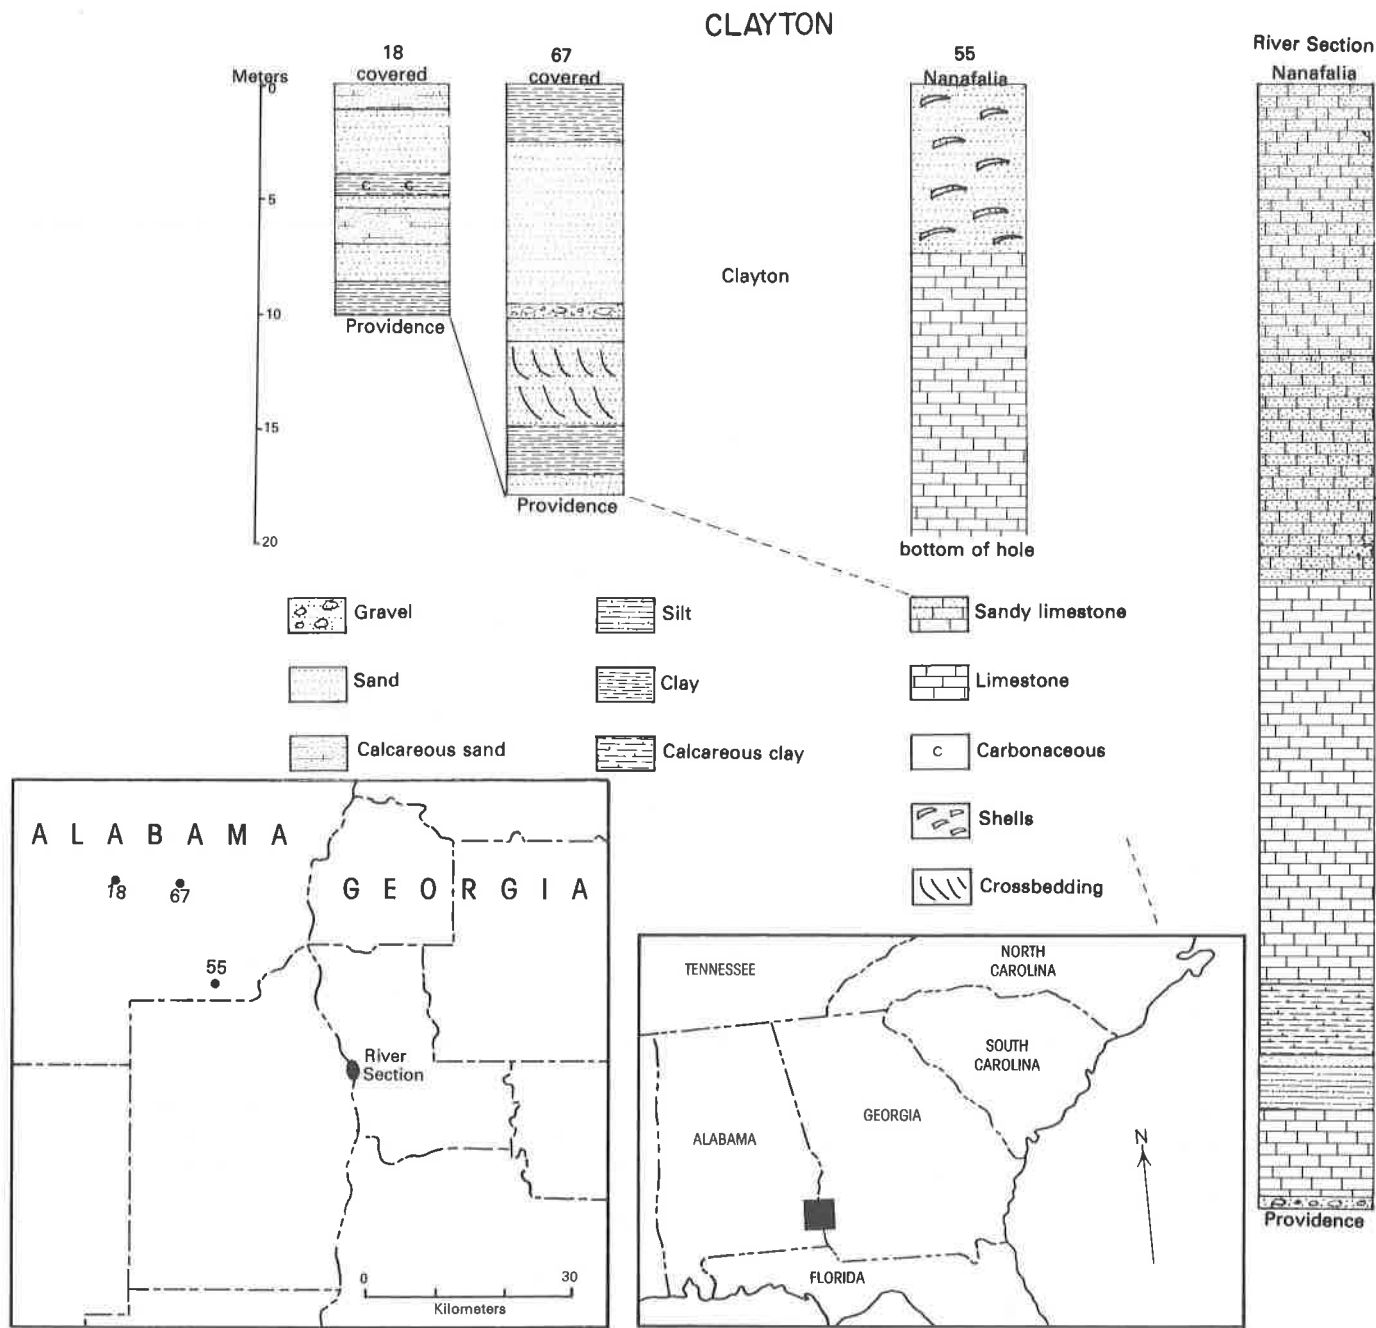 CLAYTON
18
covered
67
covered
55
Nanafalia
River Section
Nanafalia
Meters
0
5
10
15
20
Providence
Providence
Clayton
bottom of hole
Gravel
Sand
Calcareous sand
Silt
Clay
Calcareous clay
Sandy limestone
Limestone
C Carbonaceous
Shells
Crossbedding
C C
Providence
ALABAMA
GEORGIA
18
67
55
River
Section
0 30
Kilometers
TENNESSEE
NORTH
CAROLINA
SOUTH
CAROLINA
GEORGIA
ALABAMA
FLORIDA
N